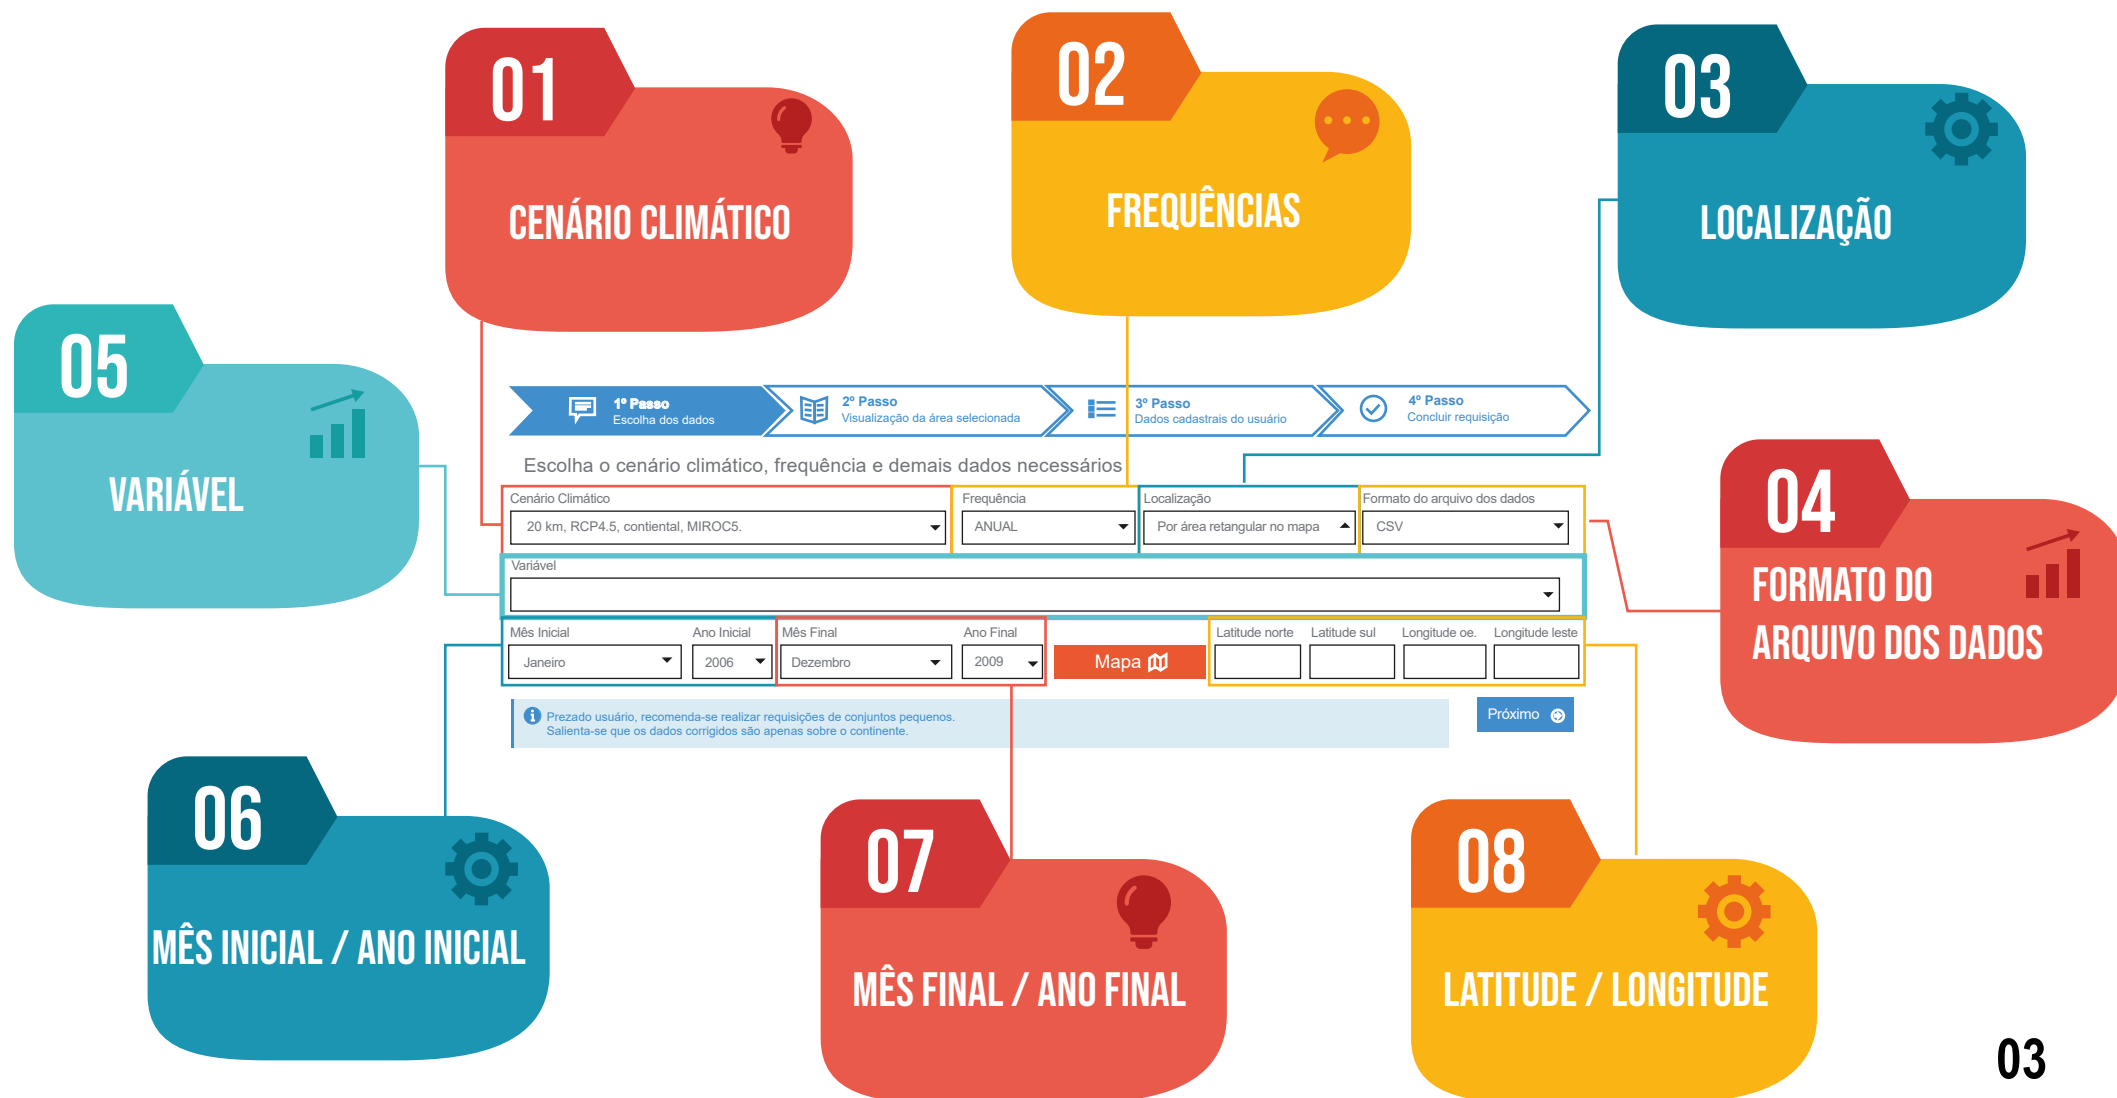 01
CENÁRIO CLIMÁTICO
02
FREQUÊNCIAS
03
LOCALIZAÇÃO
05
VARIÁVEL
1º Passo
Escolha dos dados
2º Passo
Visualização da área selecionada
3º Passo
Dados cadastrais do usuário
4º Passo
Concluir requisição
Escolha o cenário climático, frequência e demais dados necessários
Cenário Climático
20 km, RCP4.5, contiental, MIROC5.
Frequência
ANUAL
Localização
Por área retangular no mapa
Formato do arquivo dos dados
CSV
Variável
Mês Inicial
Janeiro
Ano Inicial
2006
Mês Final
Dezembro
Ano Final
2009
Mapa
Latitude norte
Latitude sul
Longitude oe.
Longitude leste
Prezado usuário, recomenda-se realizar requisições de conjuntos pequenos.
Salienta-se que os dados corrigidos são apenas sobre o continente.
Próximo
04
FORMATO DO
ARQUIVO DOS DADOS
06
MÊS INICIAL / ANO INICIAL
07
MÊS FINAL / ANO FINAL
08
LATITUDE / LONGITUDE
03